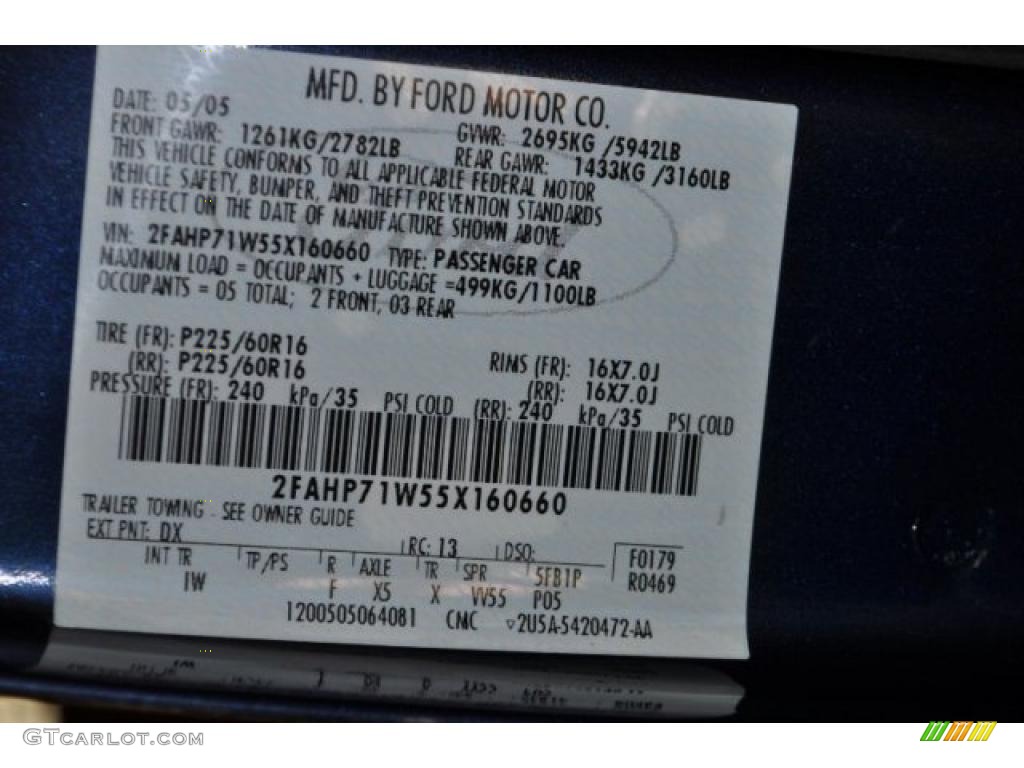 MFD. BY FORD MOTOR CO.
DATE: 05/05
GVWR: 2695KG /5942LB
FRONT GAWR: 1261KG/2782LB
REAR GAWR: 1433KG /3160LB
THIS VEHICLE CONFORMS TO ALL APPLICABLE FEDERAL MOTOR
VEHICLE SAFETY, BUMPER, AND THEFT PREVENTION STANDARDS
IN EFFECT ON THE DATE OF MANUFACTURE SHOWN ABOVE.
VIN: 2FAHP71W55X160660 TYPE: PASSENGER CAR
MAXIMUM LOAD = OCCUPANTS + LUGGAGE =499KG/1100LB
OCCUPANTS = 05 TOTAL; 2 FRONT, 03 REAR
TIRE (FR): P225/60R16 RIMS (FR): 16X7.0J
(RR): P225/60R16 (RR): 16X7.0J
PRESSURE (FR): 240 kPa/35 PSI COLD (RR): 240 kPa/35 PSI COLD
2FAHP71W55X160660
TRAILER TOWING - SEE OWNER GUIDE
EXT PNT: DX RC: 13 DSO: F0179
INT TR TP/PS R AXLE TR SPR 5FB1P R0469
IW F X5 X VV55 P05
1200505064081 CMC ▽2U5A-5420472-AA
GTCarLot.com